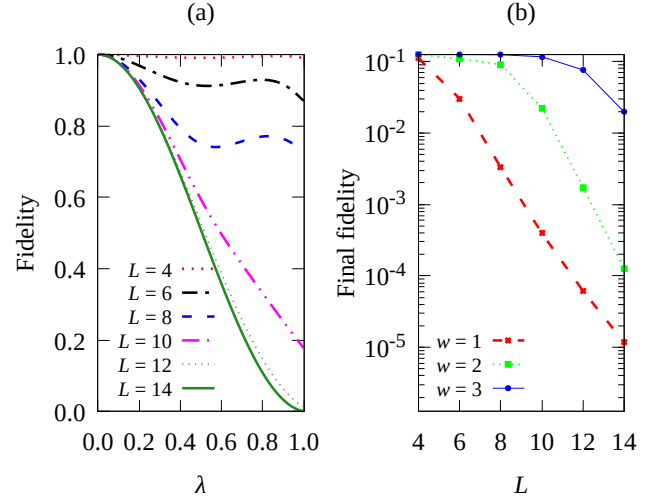 (a)
Fidelity
1.0
0.8
0.6
0.4
0.2
0.0
L = 4
L = 6
L = 8
L = 10
L = 12
L = 14
0.0 0.2 0.4 0.6 0.8 1.0
λ
(b)
Final fidelity
10⁻¹
10⁻²
10⁻³
10⁻⁴
10⁻⁵
w = 1
w = 2
w = 3
4 6 8 10 12 14
L